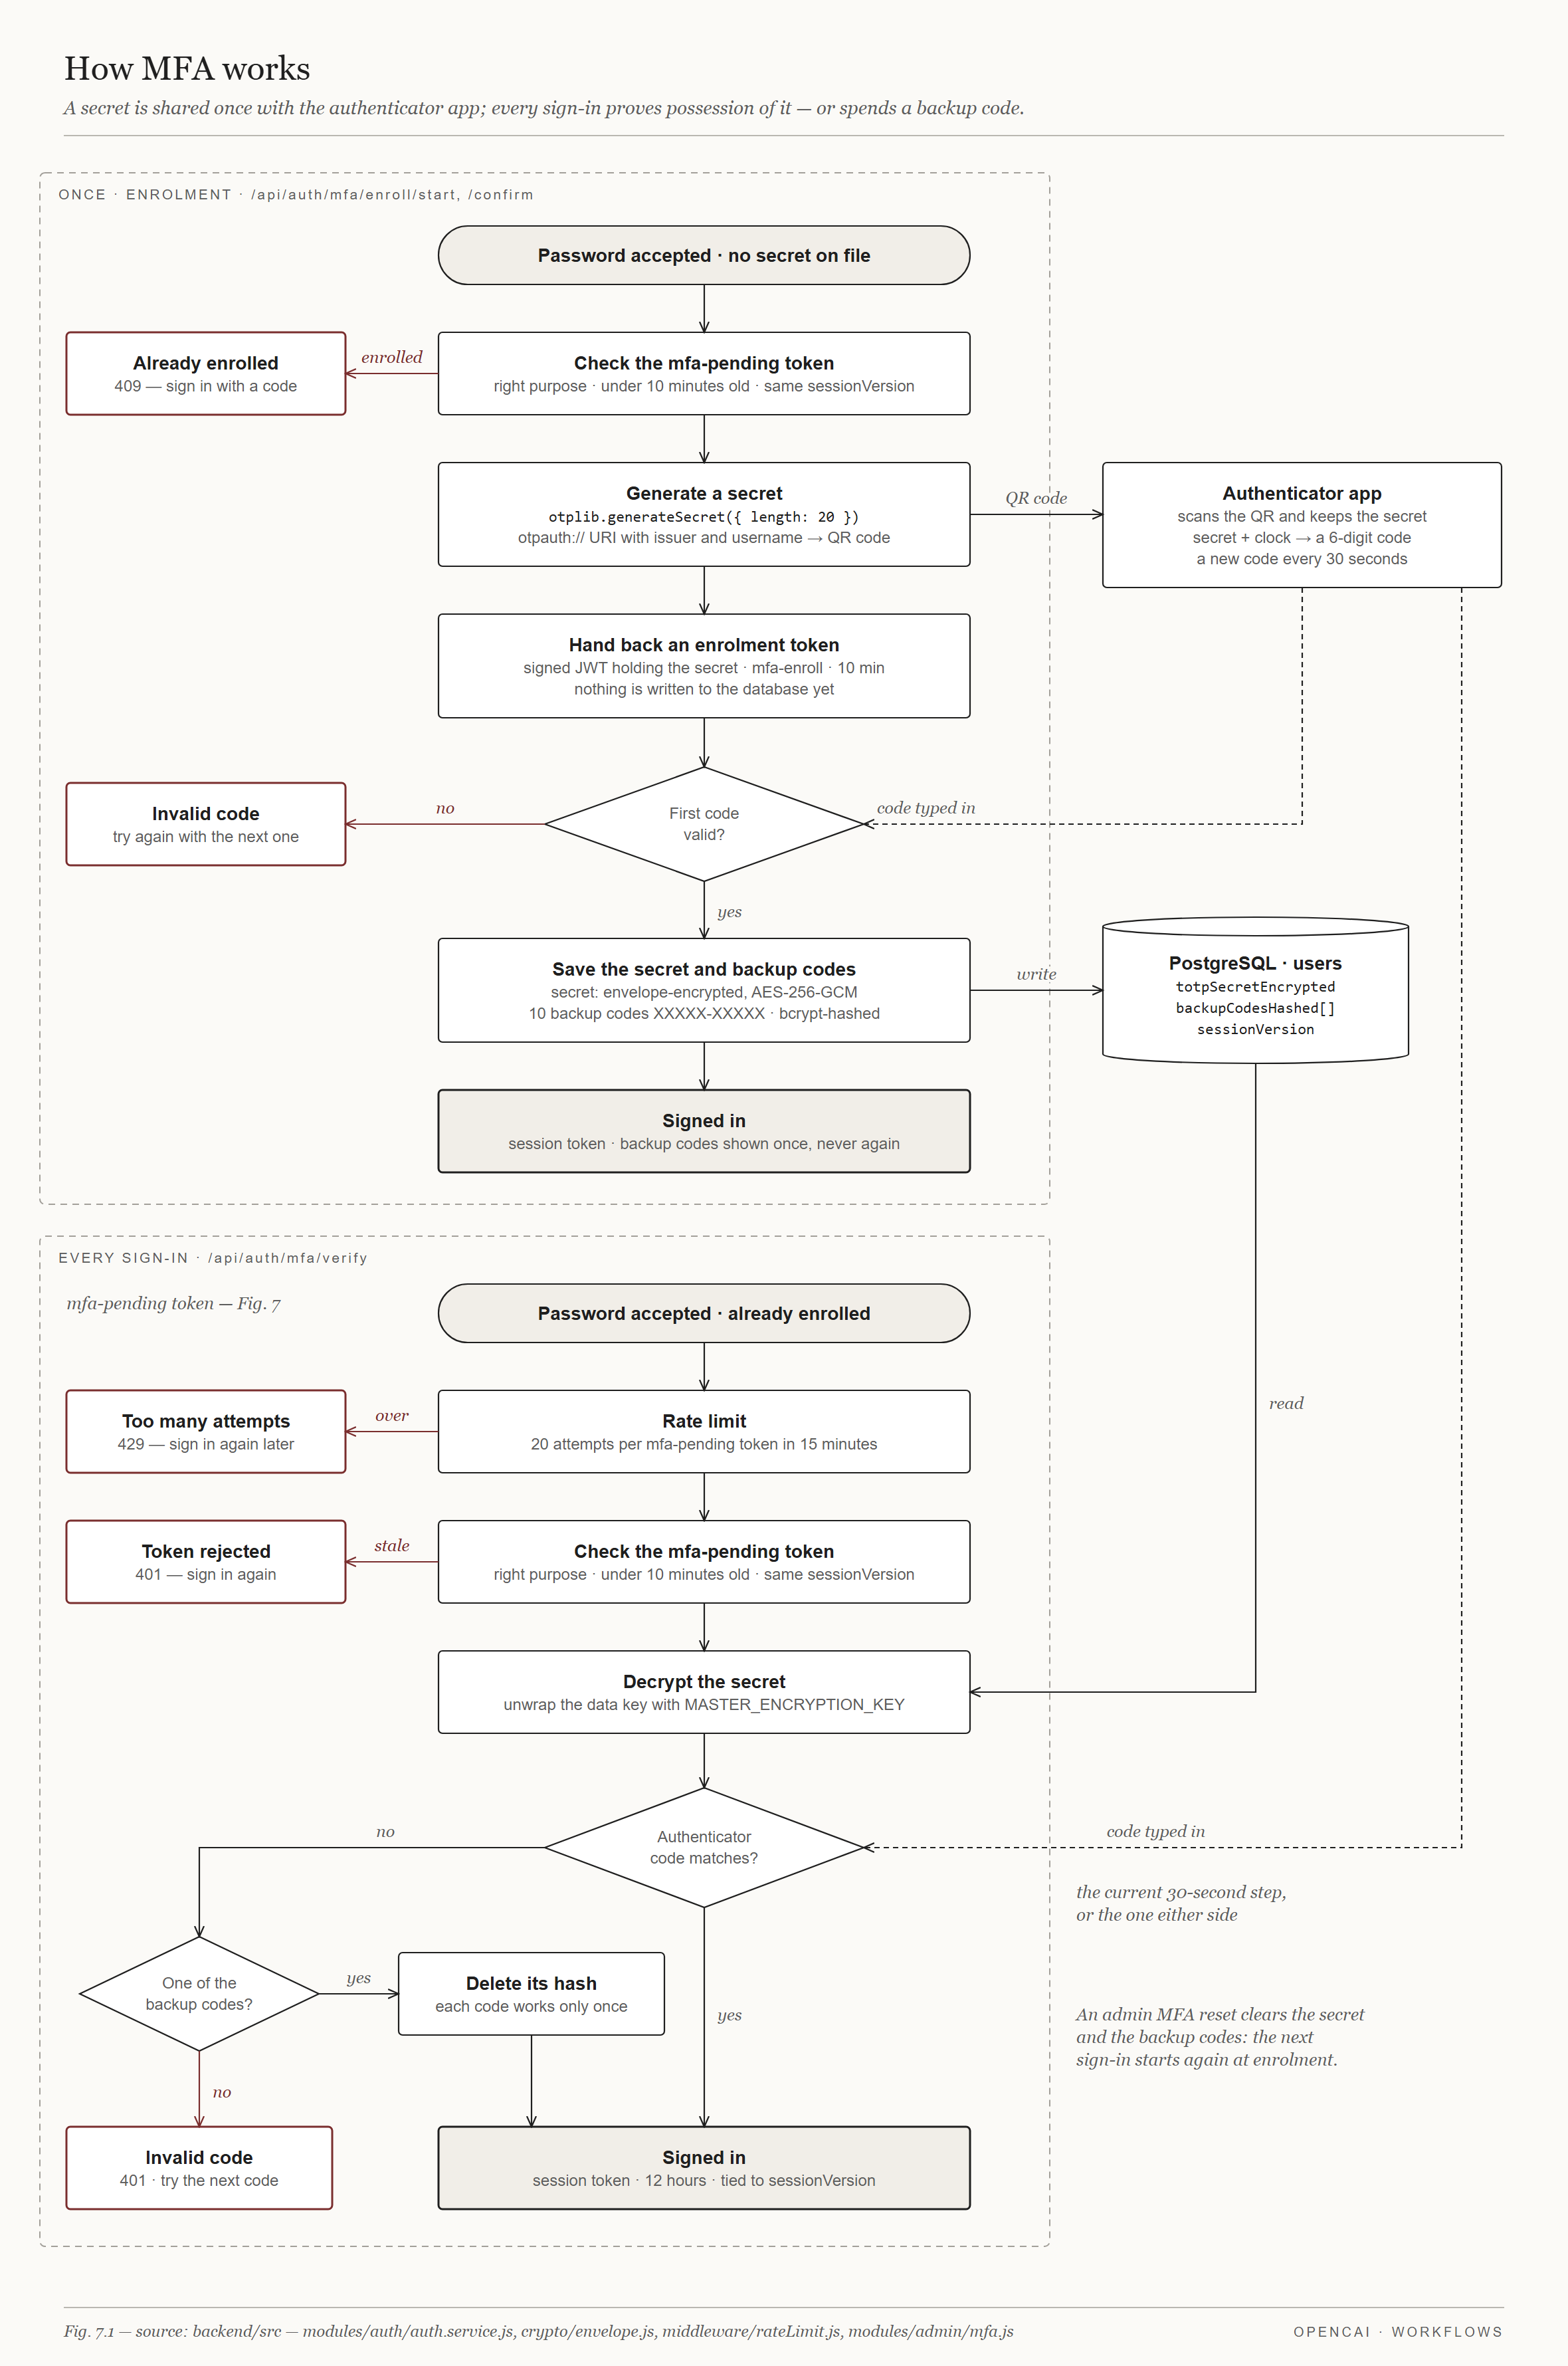 How MFA works
A secret is shared once with the authenticator app; every sign-in proves possession of it — or spends a backup code.
ONCE · ENROLMENT · /api/auth/mfa/enroll/start, /confirm
Password accepted · no secret on file
Already enrolled
409 — sign in with a code
enrolled
Check the mfa-pending token
right purpose · under 10 minutes old · same sessionVersion
Generate a secret
otplib.generateSecret({ length: 20 })
otpauth:// URI with issuer and username → QR code
QR code
Authenticator app
scans the QR and keeps the secret
secret + clock → a 6-digit code
a new code every 30 seconds
Hand back an enrolment token
signed JWT holding the secret · mfa-enroll · 10 min
nothing is written to the database yet
Invalid code
try again with the next one
no
First code
valid?
code typed in
yes
Save the secret and backup codes
secret: envelope-encrypted, AES-256-GCM
10 backup codes XXXXX-XXXXX · bcrypt-hashed
write
PostgreSQL · users
totpSecretEncrypted
backupCodesHashed[]
sessionVersion
Signed in
session token · backup codes shown once, never again
EVERY SIGN-IN · /api/auth/mfa/verify
mfa-pending token — Fig. 7
Password accepted · already enrolled
Too many attempts
429 — sign in again later
over
Rate limit
20 attempts per mfa-pending token in 15 minutes
read
Token rejected
401 — sign in again
stale
Check the mfa-pending token
right purpose · under 10 minutes old · same sessionVersion
Decrypt the secret
unwrap the data key with MASTER_ENCRYPTION_KEY
no
Authenticator
code matches?
code typed in
the current 30-second step,
or the one either side
One of the
backup codes?
yes
Delete its hash
each code works only once
yes
An admin MFA reset clears the secret
and the backup codes: the next
sign-in starts again at enrolment.
no
Invalid code
401 · try the next code
Signed in
session token · 12 hours · tied to sessionVersion
Fig. 7.1 — source: backend/src — modules/auth/auth.service.js, crypto/envelope.js, middleware/rateLimit.js, modules/admin/mfa.js
OPENCAI · WORKFLOWS